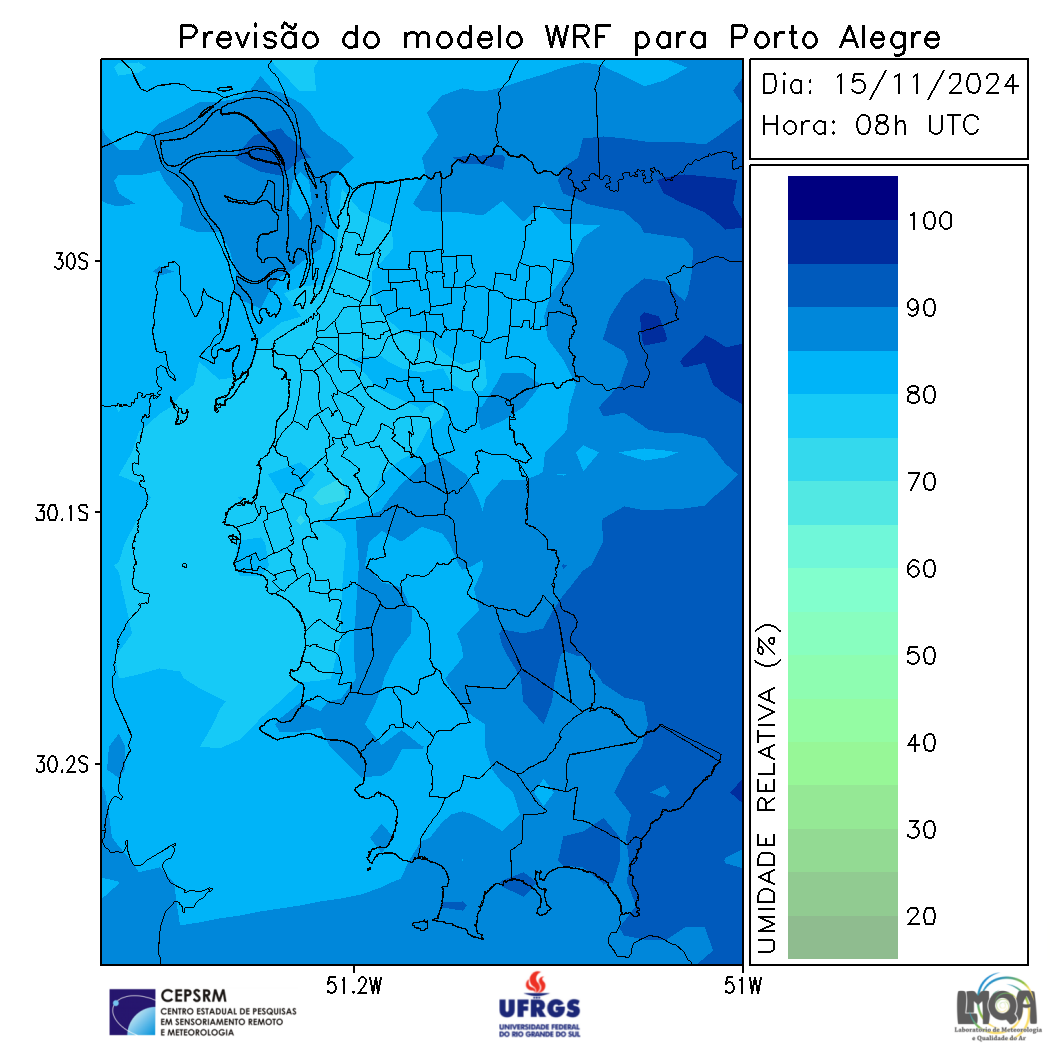 Previsão do modelo WRF para Porto Alegre
Dia: 15/11/2024
Hora: 08h UTC
30S
30.1S
30.2S
51.2W
51W
UMIDADE RELATIVA (%)
100
90
80
70
60
50
40
30
20
CEPSRM
CENTRO ESTADUAL DE PESQUISAS
EM SENSORIAMENTO REMOTO
E METEOROLOGIA
UFRGS
UNIVERSIDADE FEDERAL
DO RIO GRANDE DO SUL
LMQA
Laboratório de Meteorologia
e Qualidade do Ar